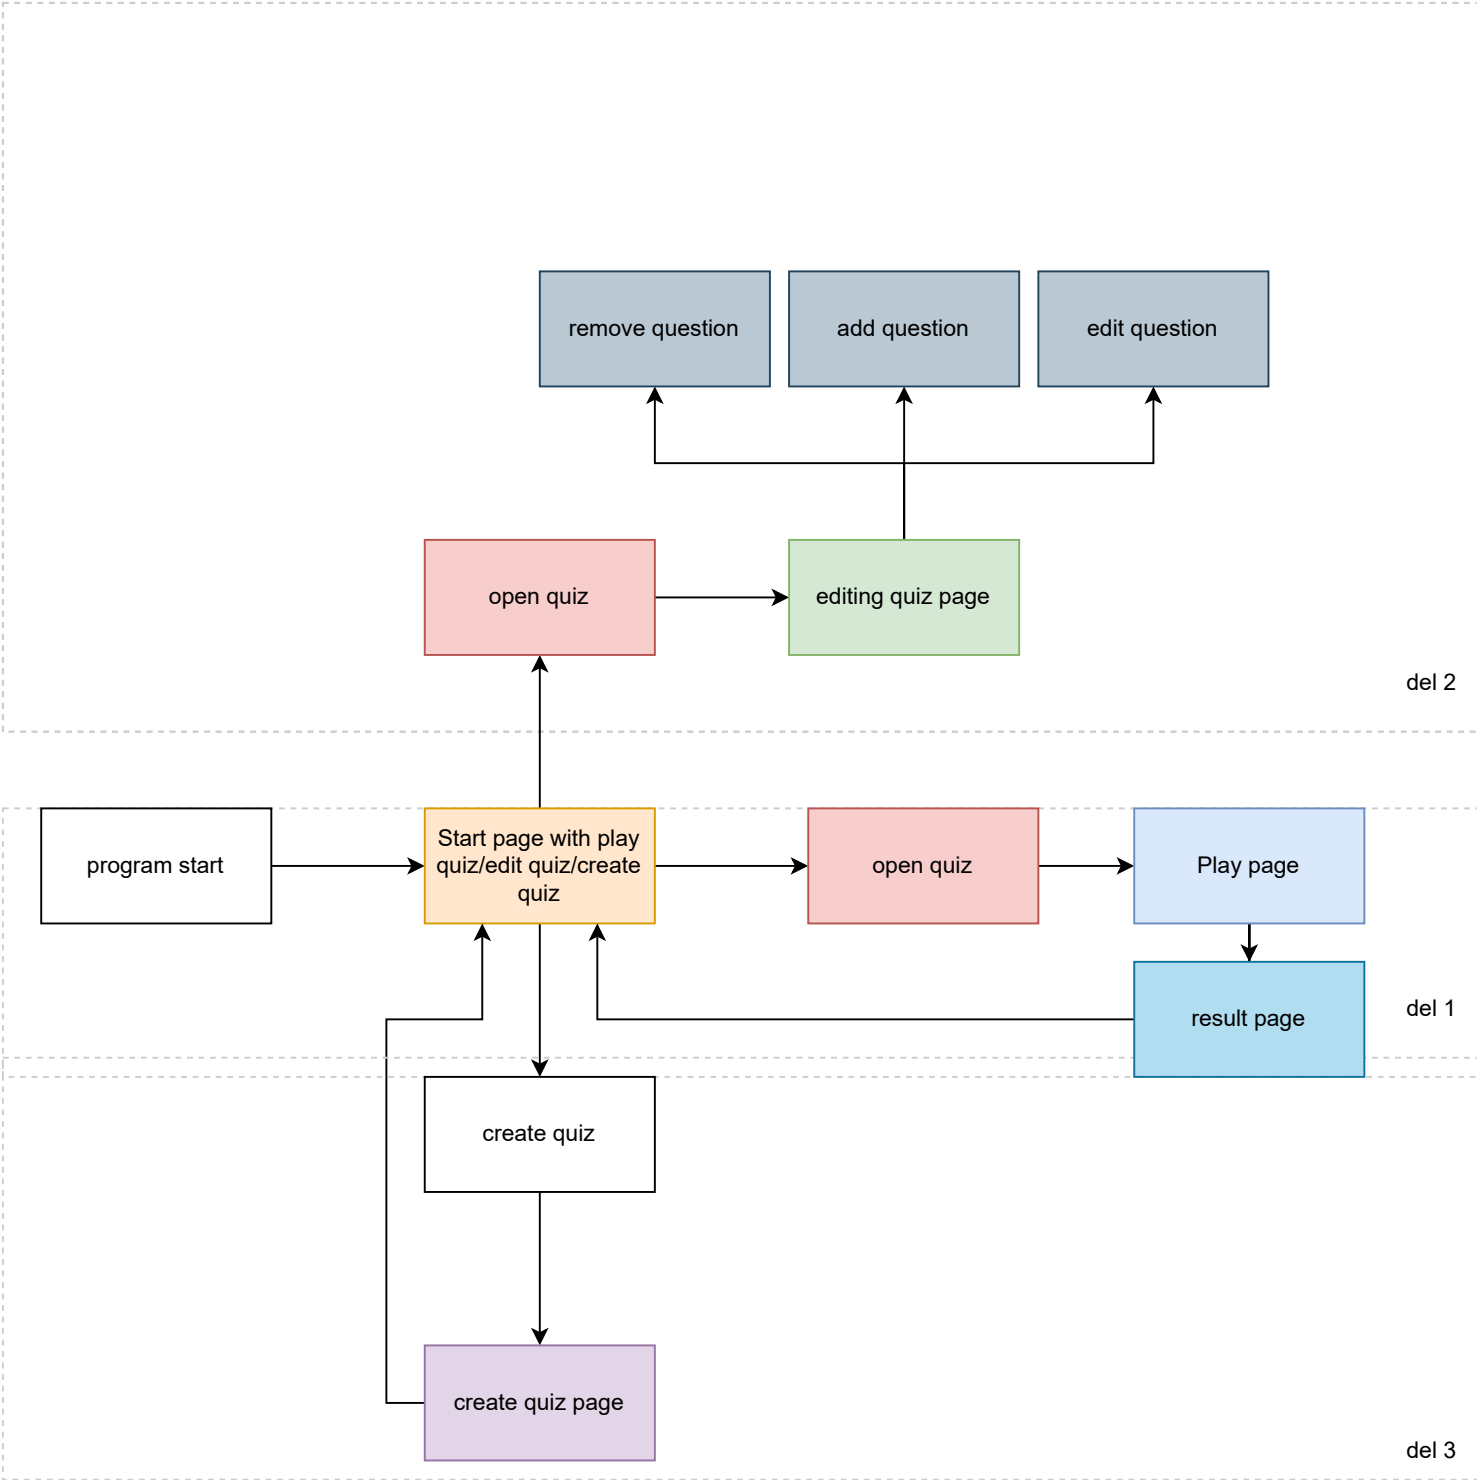 remove question
add question
edit question
open quiz
editing quiz page
del 2
program start
Start page with play
quiz/edit quiz/create
quiz
open quiz
Play page
result page
del 1
create quiz
create quiz page
del 3